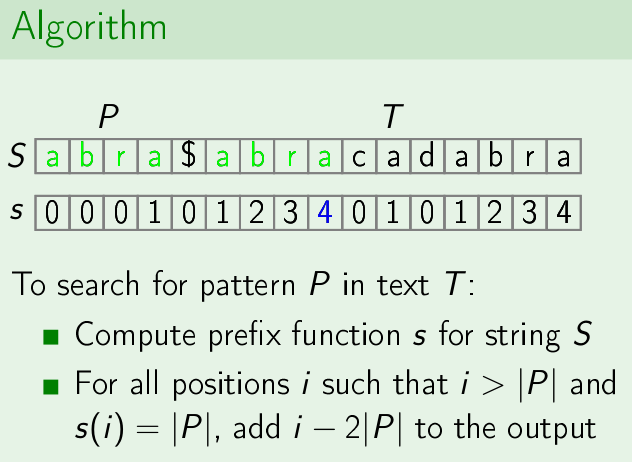 Algorithm
P T
S a b r a $ a b r a c a d a b r a
s 0 0 0 1 0 1 2 3 4 0 1 0 1 2 3 4
To search for pattern P in text T:
Compute prefix function s for string S
For all positions i such that i > |P| and
s(i) = |P|, add i − 2|P| to the output